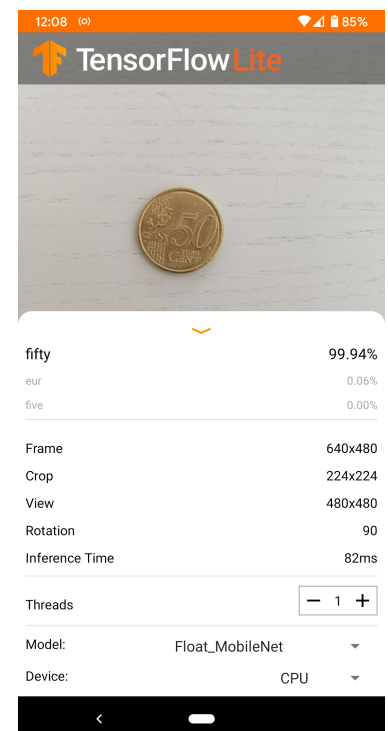 12:08 85%
TensorFlow Lite
50
EURO
CENT
fifty 99.94%
eur 0.06%
five 0.00%
Frame 640x480
Crop 224x224
View 480x480
Rotation 90
Inference Time 82ms
Threads 1
Model: Float_MobileNet
Device: CPU